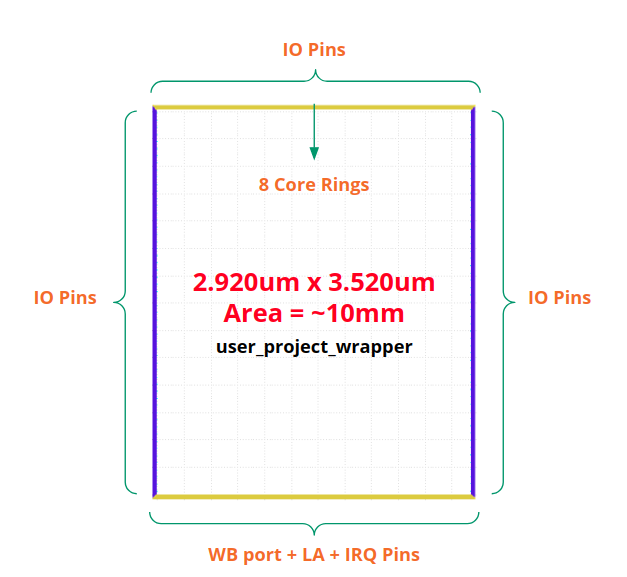 IO Pins
8 Core Rings
IO Pins
IO Pins
2.920um x 3.520um
Area = ~10mm
user_project_wrapper
WB port + LA + IRQ Pins